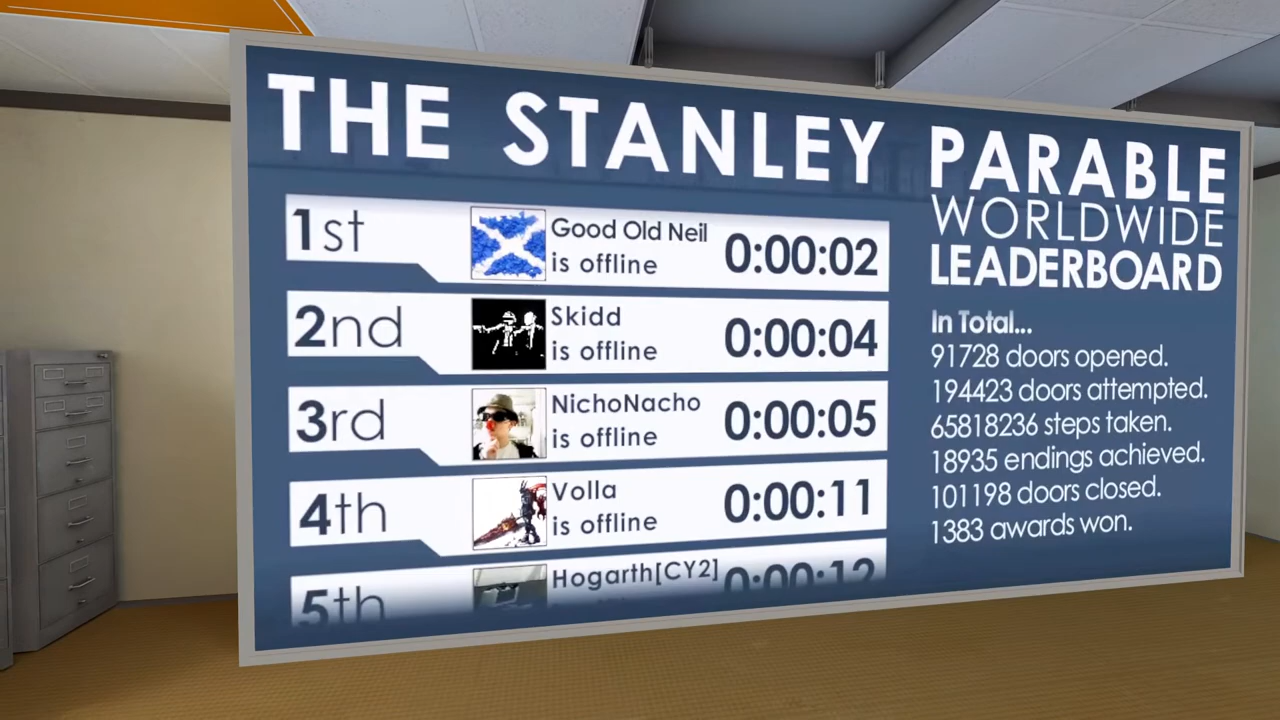 THE STANLEY PARABLE
WORLDWIDE
LEADERBOARD
1st
Good Old Neil
is offline
0:00:02
2nd
Skidd
is offline
0:00:04
3rd
NichoNacho
is offline
0:00:05
4th
Volla
is offline
0:00:11
5th
Hogarth[CY2]
0:00:12
In Total...
91728 doors opened.
194423 doors attempted.
65818236 steps taken.
18935 endings achieved.
101198 doors closed.
1383 awards won.